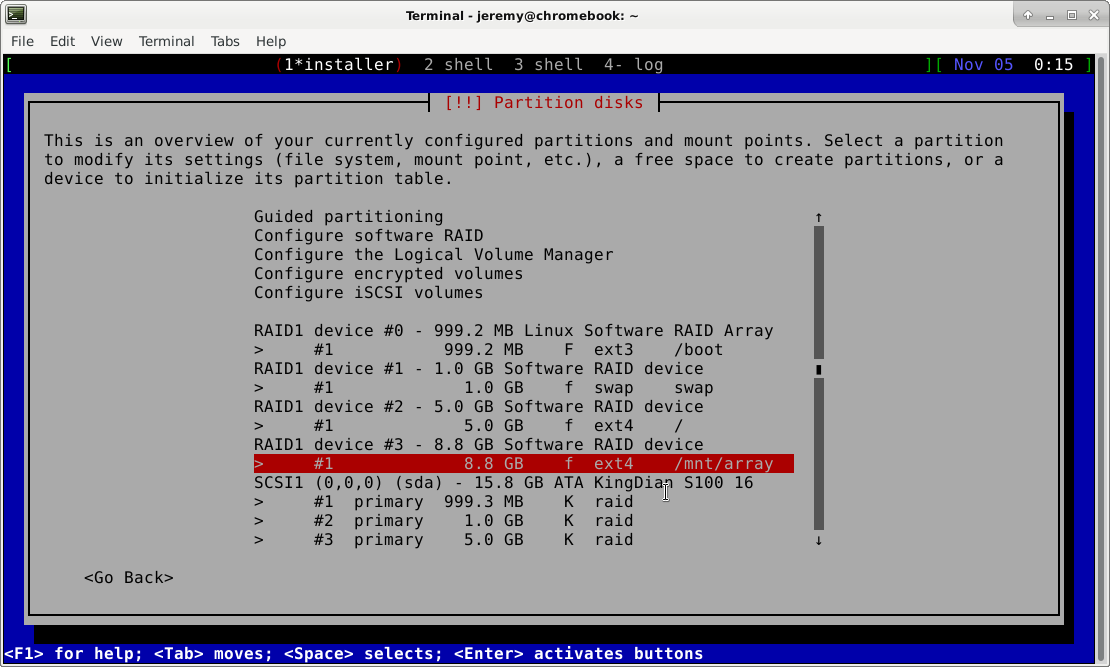 Terminal - jeremy@chromebook: ~
File Edit View Terminal Tabs Help
[ (1*installer) 2 shell 3 shell 4- log ][ Nov 05 0:15 ]
[!!] Partition disks
This is an overview of your currently configured partitions and mount points. Select a partition
to modify its settings (file system, mount point, etc.), a free space to create partitions, or a
device to initialize its partition table.
Guided partitioning
Configure software RAID
Configure the Logical Volume Manager
Configure encrypted volumes
Configure iSCSI volumes
RAID1 device #0 - 999.2 MB Linux Software RAID Array
> #1 999.2 MB F ext3 /boot
RAID1 device #1 - 1.0 GB Software RAID device
> #1 1.0 GB f swap swap
RAID1 device #2 - 5.0 GB Software RAID device
> #1 5.0 GB f ext4 /
RAID1 device #3 - 8.8 GB Software RAID device
> #1 8.8 GB f ext4 /mnt/array
SCSI1 (0,0,0) (sda) - 15.8 GB ATA KingDian S100 16
> #1 primary 999.3 MB K raid
> #2 primary 1.0 GB K raid
> #3 primary 5.0 GB K raid
<Go Back>
<F1> for help; <Tab> moves; <Space> selects; <Enter> activates buttons